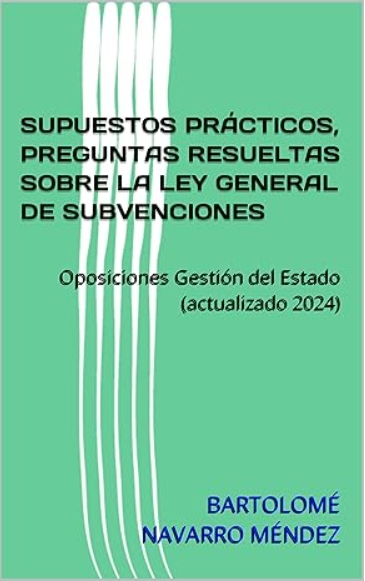 SUPUESTOS PRÁCTICOS,
PREGUNTAS RESUELTAS
SOBRE LA LEY GENERAL
DE SUBVENCIONES
Oposiciones Gestión del Estado
(actualizado 2024)
BARTOLOMÉ
NAVARRO MÉNDEZ